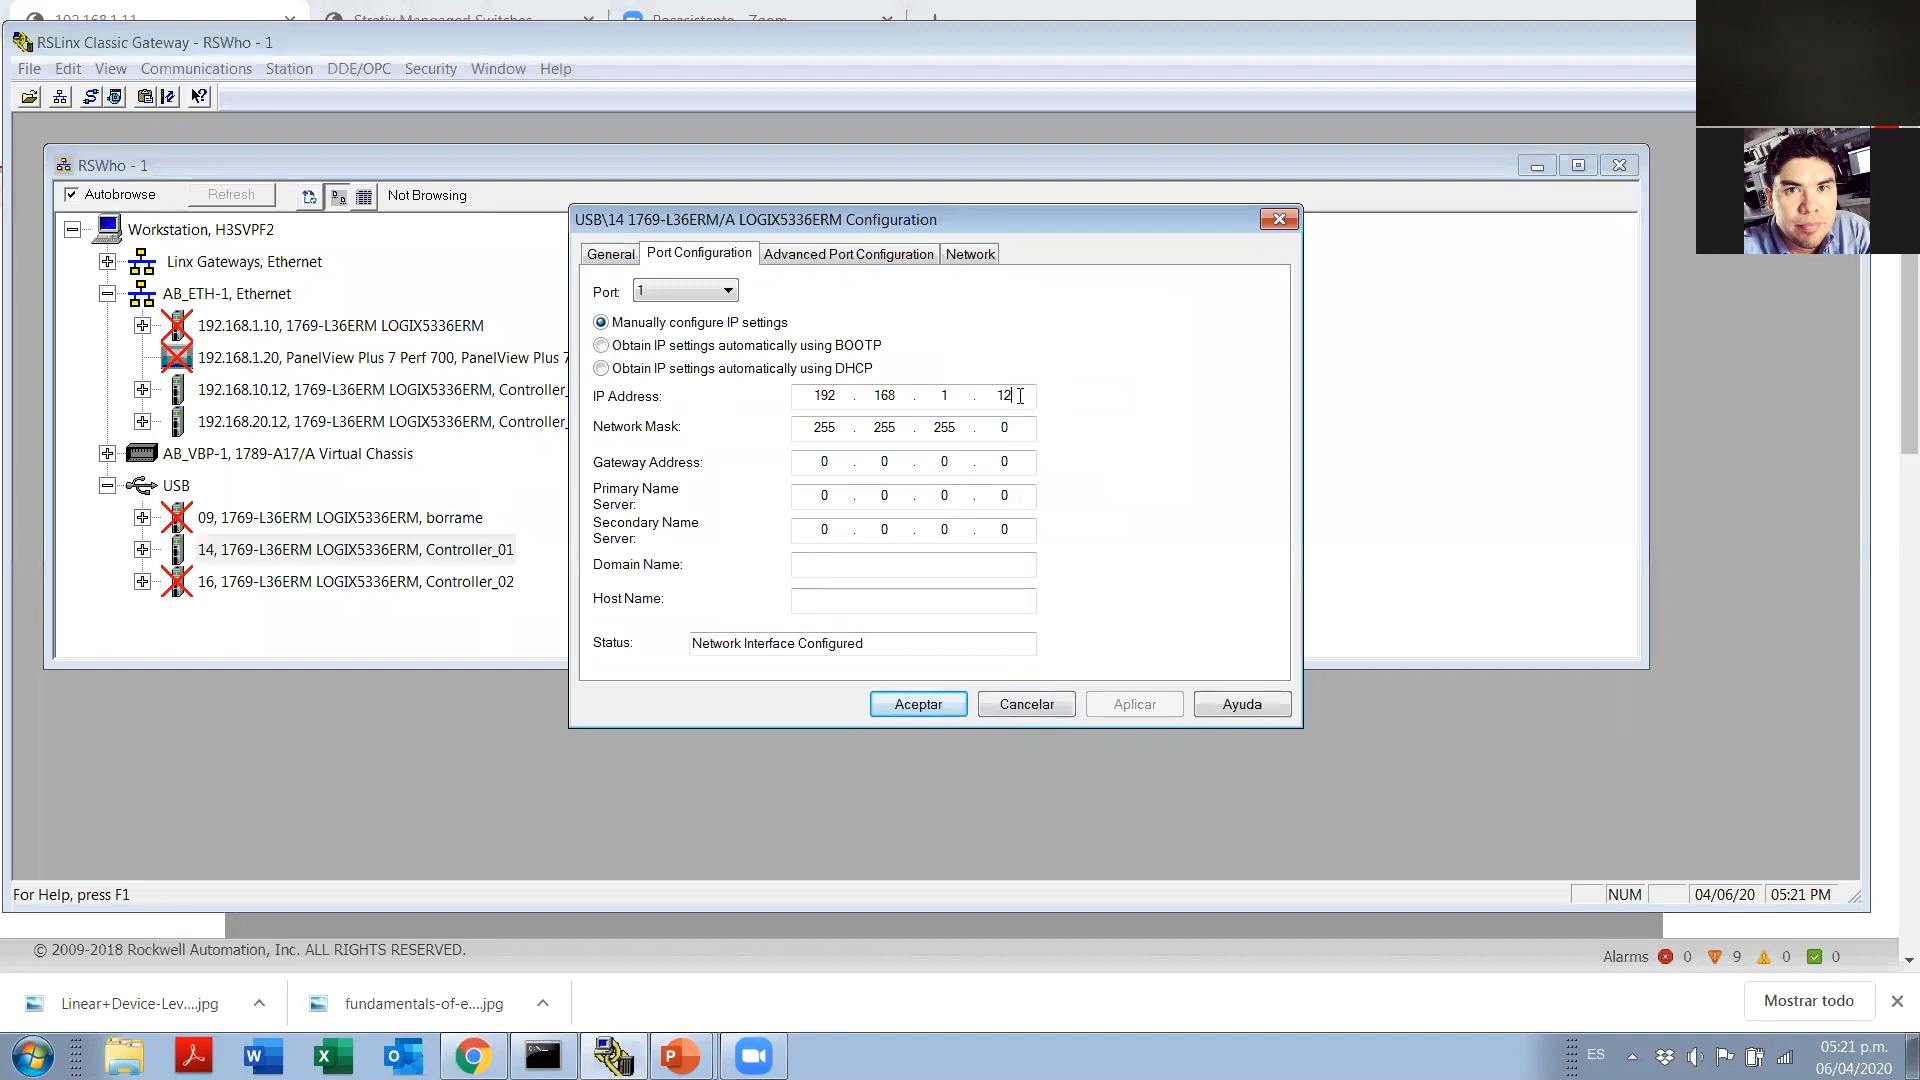 192.168.1.11
Stratix Mangaged Switches
RSLinx Classic Gateway - RSWho - 1
File Edit View Communications Station DDE/OPC Security Window Help
RSWho - 1
Autobrowse Refresh Not Browsing
Workstation, H3SVPF2
Linx Gateways, Ethernet
AB_ETH-1, Ethernet
192.168.1.10, 1769-L36ERM LOGIX5336ERM
192.168.1.20, PanelView Plus 7 Perf 700, PanelView Plus 7
192.168.10.12, 1769-L36ERM LOGIX5336ERM, Controller_
192.168.20.12, 1769-L36ERM LOGIX5336ERM, Controller_
AB_VBP-1, 1789-A17/A Virtual Chassis
USB
09, 1769-L36ERM LOGIX5336ERM, borrame
14, 1769-L36ERM LOGIX5336ERM, Controller_01
16, 1769-L36ERM LOGIX5336ERM, Controller_02
USB\14 1769-L36ERM/A LOGIX5336ERM Configuration
General Port Configuration Advanced Port Configuration Network
Port: 1
Manually configure IP settings
Obtain IP settings automatically using BOOTP
Obtain IP settings automatically using DHCP
IP Address: 192 . 168 . 1 . 12
Network Mask: 255 . 255 . 255 . 0
Gateway Address: 0 . 0 . 0 . 0
Primary Name
Server: 0 . 0 . 0 . 0
Secondary Name
Server: 0 . 0 . 0 . 0
Domain Name:
Host Name:
Status: Network Interface Configured
Aceptar Cancelar Aplicar Ayuda
For Help, press F1
NUM 04/06/20 05:21 PM
© 2009-2018 Rockwell Automation, Inc. ALL RIGHTS RESERVED.
Alarms 0 9 0 0
Linear+Device-Lev....jpg
fundamentals-of-e....jpg
Mostrar todo
ES
05:21 p.m.
06/04/2020